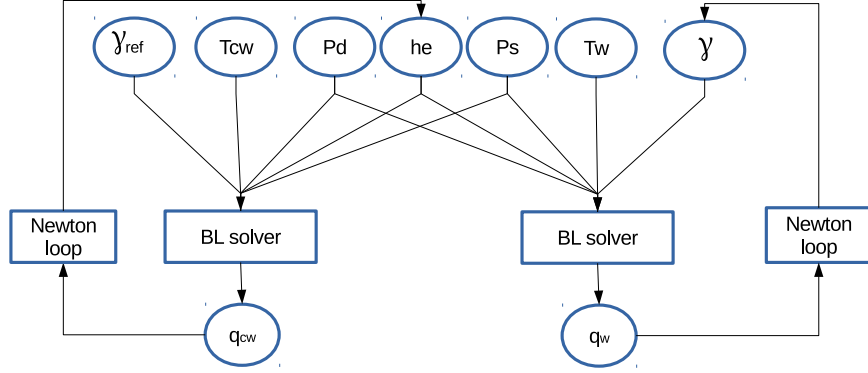 γref
Tcw
Pd
he
Ps
Tw
γ
Newton
loop
BL solver
BL solver
Newton
loop
qcw
qw